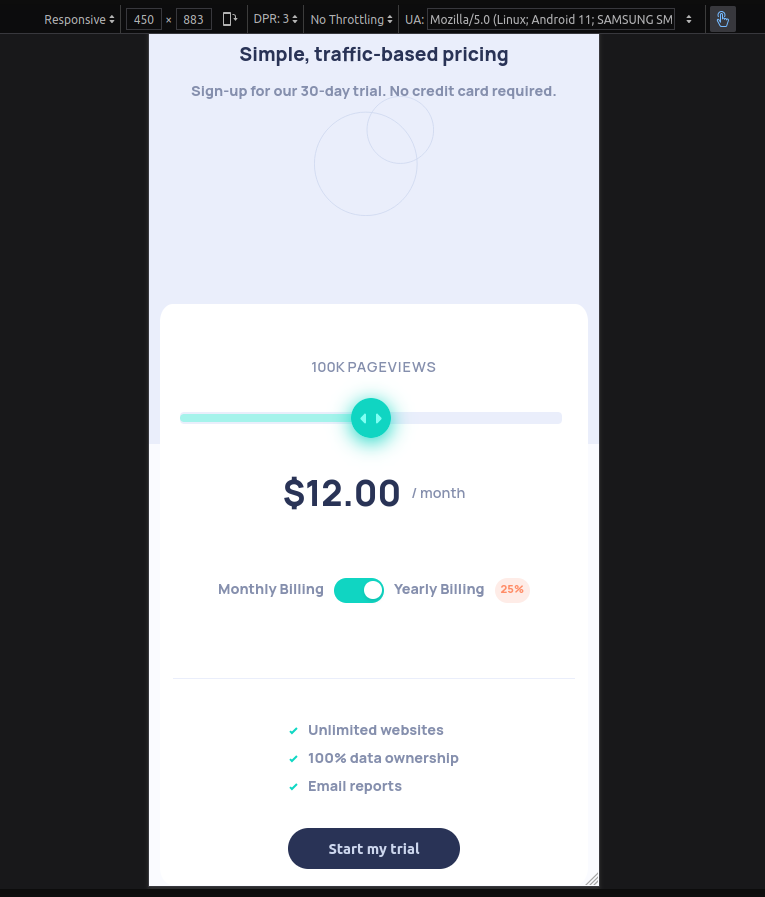 Responsive 450 × 883 DPR: 3 No Throttling UA: Mozilla/5.0 (Linux; Android 11; SAMSUNG SM
Simple, traffic-based pricing
Sign-up for our 30-day trial. No credit card required.
100K PAGEVIEWS
$12.00 / month
Monthly Billing Yearly Billing 25%
Unlimited websites
100% data ownership
Email reports
Start my trial